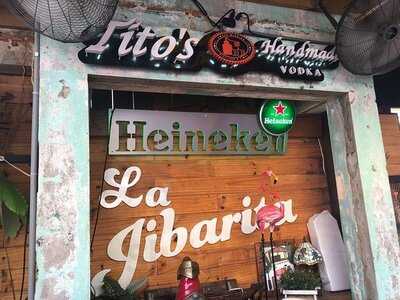 Tito's Handmade
VODKA
Heineken
Heineken
La
Jibarita